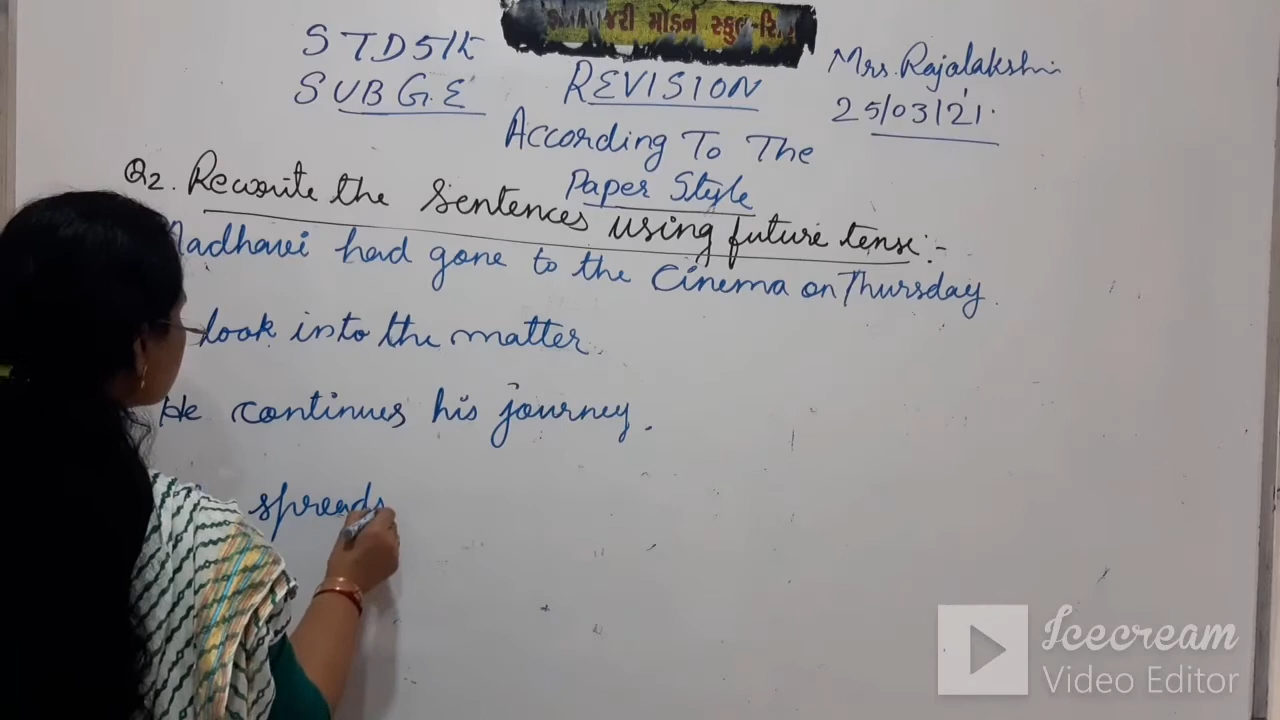 મોડર્ન સ્કુલ
STD 5th
SUB G.E
REVISION
Mrs. Rajalakshmi
25/03/21.
According To The
Paper Style
Q2. Rewrite the Sentences using future tense:-
Madhavi had gone to the Cinema on Thursday.
look into the matter.
He continues his journey.
spreads
Icecream
Video Editor